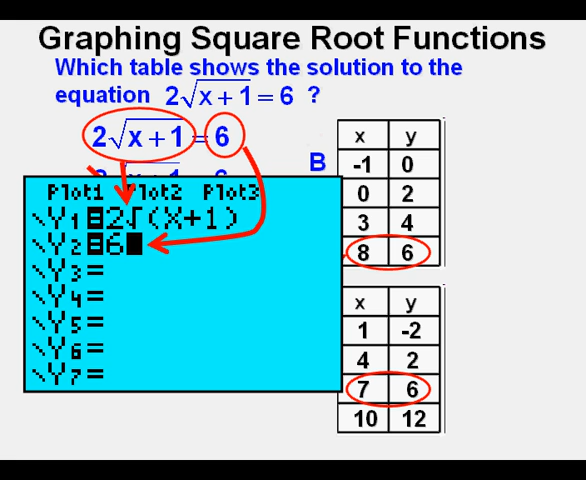 Graphing Square Root Functions
Which table shows the solution to the
equation 2√x+1 = 6 ?
2√x+1 = 6
B
x y
-1 0
0 2
3 4
8 6
x y
1 -2
4 2
7 6
10 12
Plot1 Plot2 Plot3
\Y1=2√(X+1)
\Y2=6
\Y3=
\Y4=
\Y5=
\Y6=
\Y7=